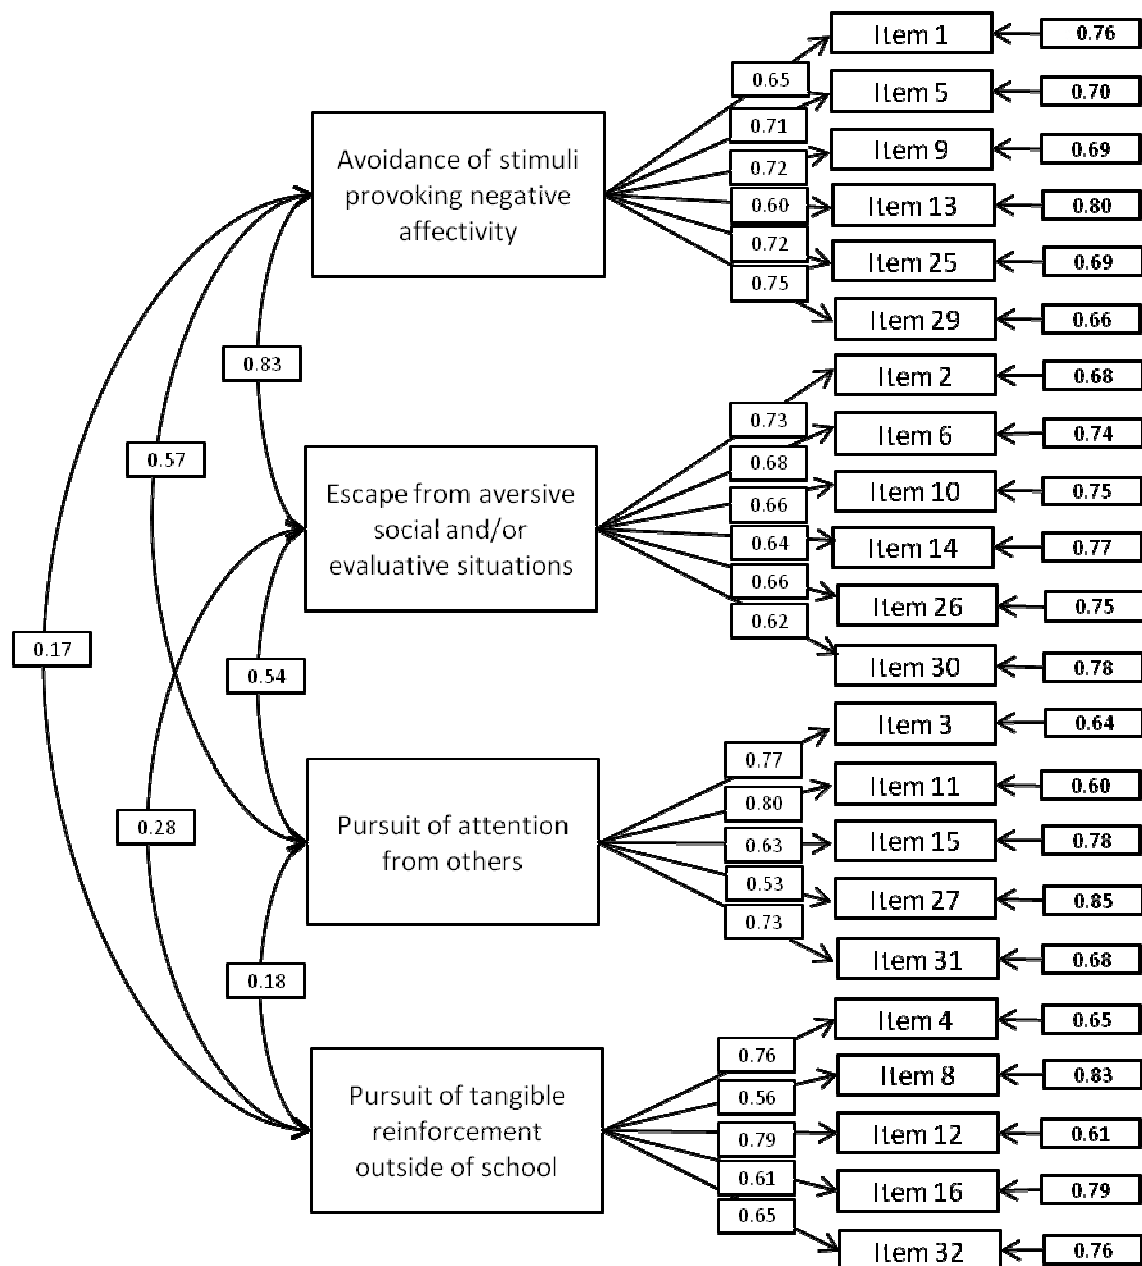 Item 1
0.76
0.65
Item 5
0.70
0.71
Item 9
0.69
0.72
Avoidance of stimuli
provoking negative
affectivity
0.60
Item 13
0.80
0.72
Item 25
0.69
0.75
Item 29
0.66
0.83
Item 2
0.68
0.73
Item 6
0.74
0.57
0.68
Item 10
0.75
0.66
Escape from aversive
social and/or
evaluative situations
0.64
Item 14
0.77
0.66
Item 26
0.75
0.62
0.17
0.54
Item 30
0.78
Item 3
0.64
0.77
Item 11
0.60
0.80
0.28
Pursuit of attention
from others
0.63
Item 15
0.78
0.53
Item 27
0.85
0.73
Item 31
0.68
0.18
Item 4
0.65
0.76
Item 8
0.83
0.56
Pursuit of tangible
reinforcement
outside of school
0.79
Item 12
0.61
0.61
Item 16
0.79
0.65
Item 32
0.76